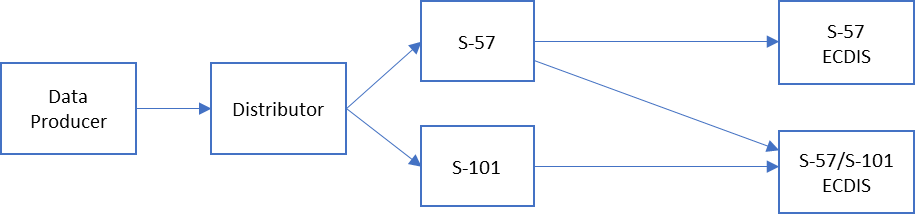 Data
Producer
Distributor
S-57
S-101
S-57
ECDIS
S-57/S-101
ECDIS